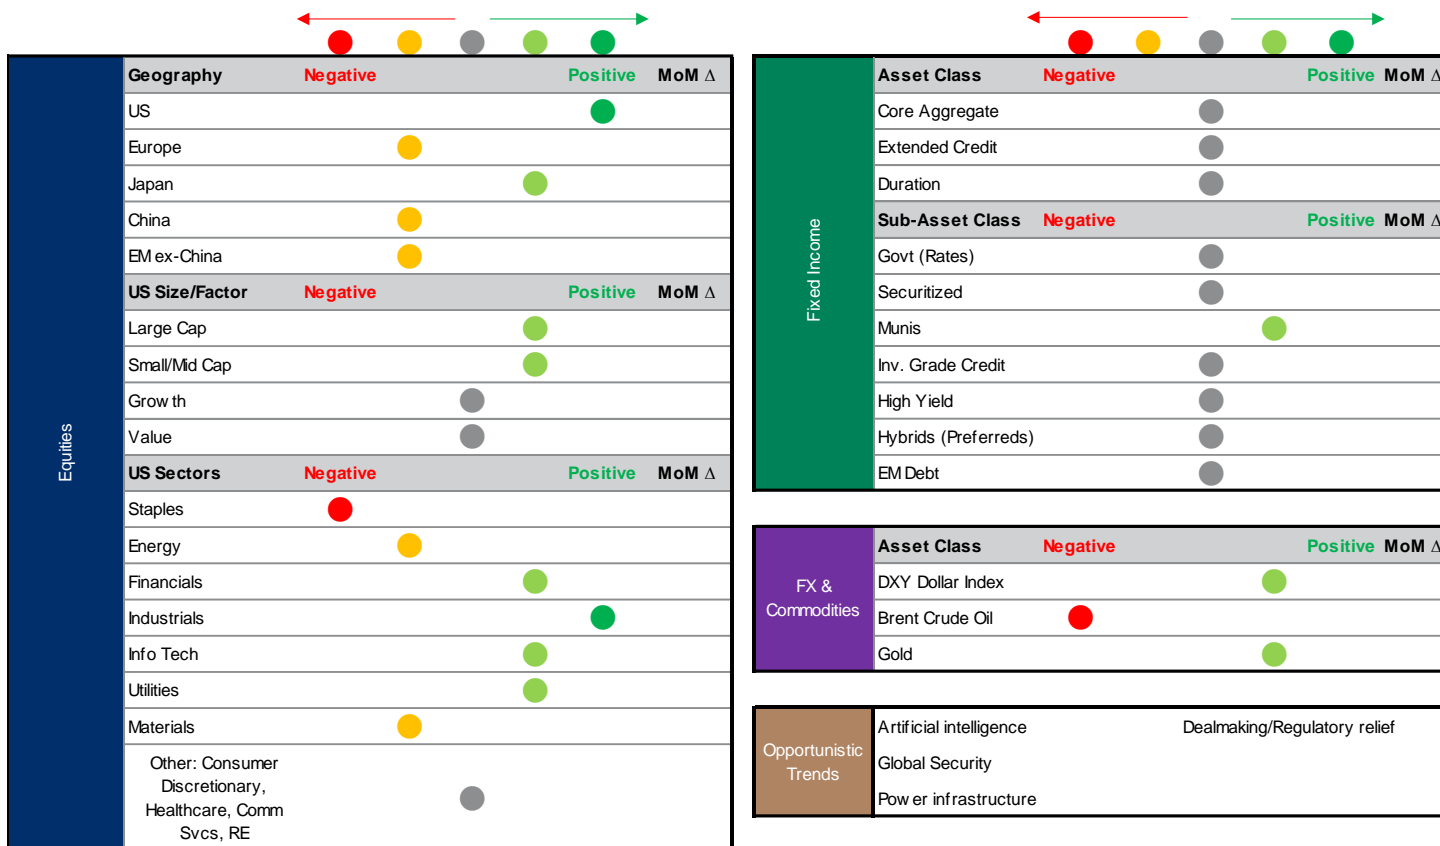 Equities
Geography Negative Positive MoM Δ
US
Europe
Japan
China
EM ex-China
US Size/Factor Negative Positive MoM Δ
Large Cap
Small/Mid Cap
Growth
Value
US Sectors Negative Positive MoM Δ
Staples
Energy
Financials
Industrials
Info Tech
Utilities
Materials
Other: Consumer
Discretionary,
Healthcare, Comm
Svcs, RE
Fixed Income
Asset Class Negative Positive MoM Δ
Core Aggregate
Extended Credit
Duration
Sub-Asset Class Negative Positive MoM Δ
Govt (Rates)
Securitized
Munis
Inv. Grade Credit
High Yield
Hybrids (Preferreds)
EM Debt
FX &
Commodities
Asset Class Negative Positive MoM Δ
DXY Dollar Index
Brent Crude Oil
Gold
Opportunistic
Trends
Artificial intelligence Dealmaking/Regulatory relief
Global Security
Power infrastructure